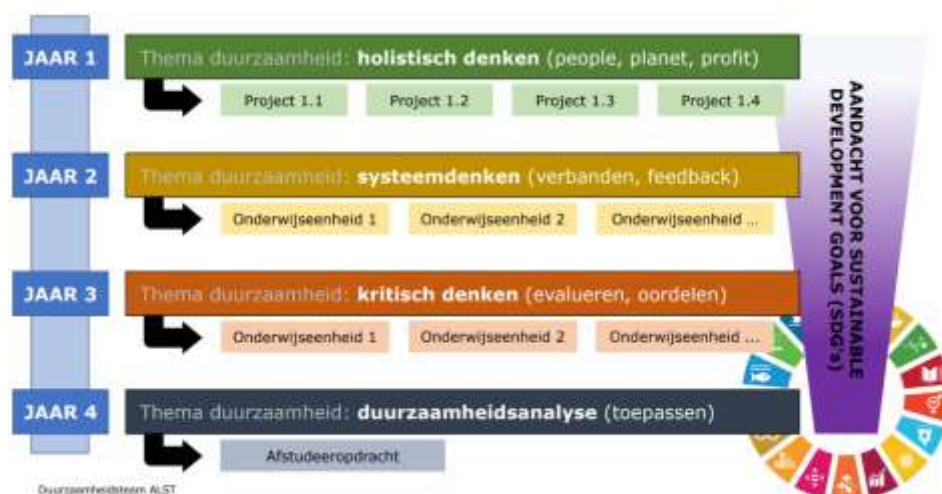 JAAR 1
Thema duurzaamheid: holistisch denken (people, planet, profit)
Project 1.1
Project 1.2
Project 1.3
Project 1.4
JAAR 2
Thema duurzaamheid: systeemdenken (verbanden, feedback)
Onderwijseenheid 1
Onderwijseenheid 2
Onderwijseenheid ...
JAAR 3
Thema duurzaamheid: kritisch denken (evalueren, oordelen)
Onderwijseenheid 1
Onderwijseenheid 2
Onderwijseenheid ...
JAAR 4
Thema duurzaamheid: duurzaamheidsanalyse (toepassen)
Afstudeeropdracht
AANDACHT VOOR SUSTAINABLE
DEVELOPMENT GOALS (SDG's)
Duurzaamheidsteam ALST